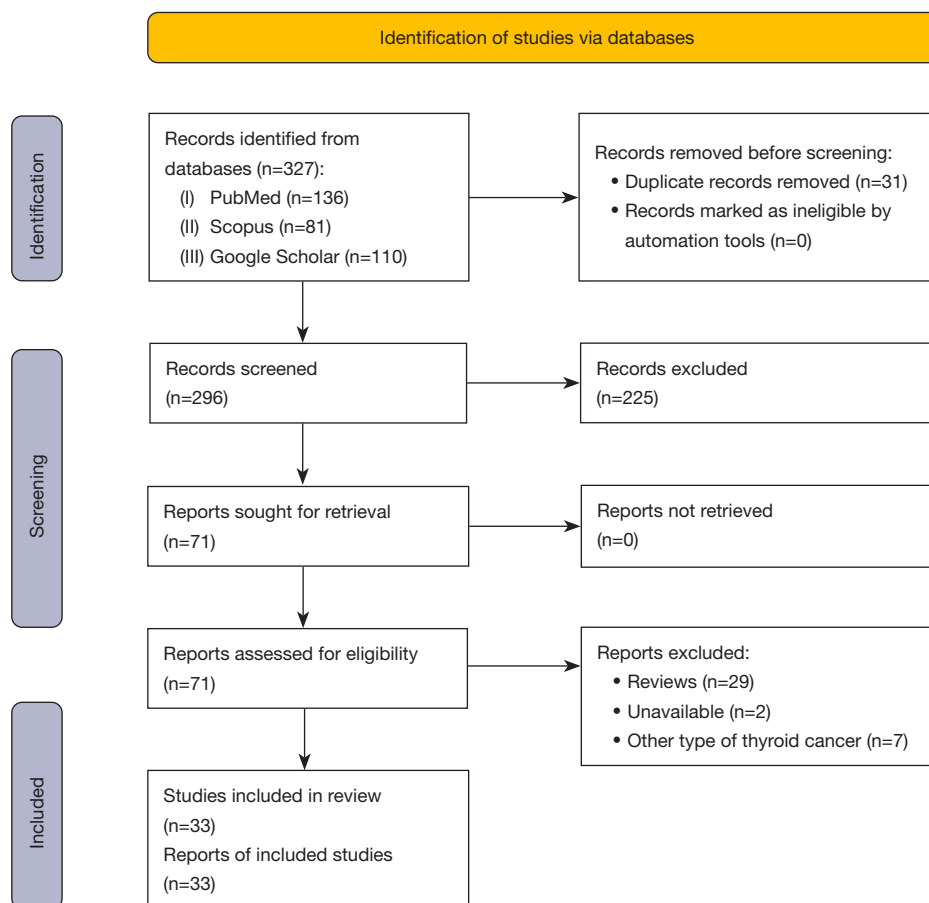 Identification of studies via databases
Identification
Records identified from
databases (n=327):
(I) PubMed (n=136)
(II) Scopus (n=81)
(III) Google Scholar (n=110)
Records removed before screening:
• Duplicate records removed (n=31)
• Records marked as ineligible by
automation tools (n=0)
Screening
Records screened
(n=296)
Records excluded
(n=225)
Reports sought for retrieval
(n=71)
Reports not retrieved
(n=0)
Reports assessed for eligibility
(n=71)
Reports excluded:
• Reviews (n=29)
• Unavailable (n=2)
• Other type of thyroid cancer (n=7)
Included
Studies included in review
(n=33)
Reports of included studies
(n=33)